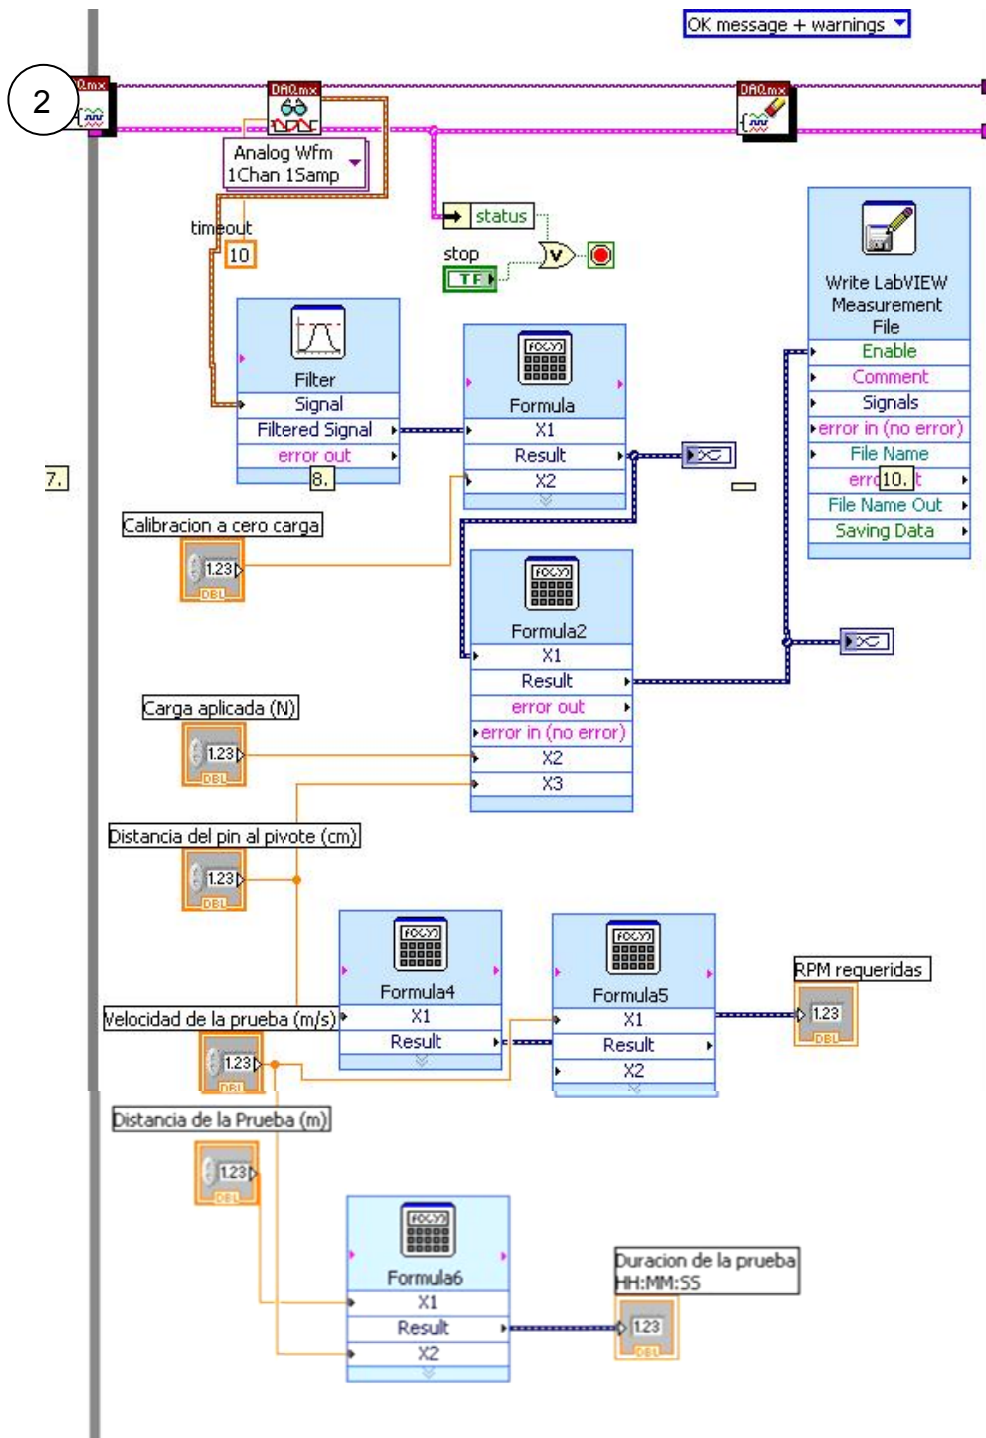 OK message + warnings
2
DAQmx
DAQmx
DAQmx
Analog Wfm
1Chan 1Samp
timeout
10
status
stop
TF
V
Filter
Signal
Filtered Signal
error out
8.
7.
f(x,y)
Formula
X1
Result
X2
Write LabVIEW
Measurement
File
Enable
Comment
Signals
error in (no error)
File Name
10.
File Name Out
Saving Data
Calibracion a cero carga
1.23
DBL
f(x,y)
Formula2
X1
Result
error out
error in (no error)
X2
X3
Carga aplicada (N)
1.23
DBL
Distancia del pin al pivote (cm)
1.23
DBL
f(x,y)
Formula4
X1
Result
f(x,y)
Formula5
X1
Result
X2
RPM requeridas
1.23
DBL
Velocidad de la prueba (m/s)
1.23
DBL
Distancia de la Prueba (m)
1.23
DBL
f(x,y)
Formula6
X1
Result
X2
Duracion de la prueba
HH:MM:SS
1.23
DBL